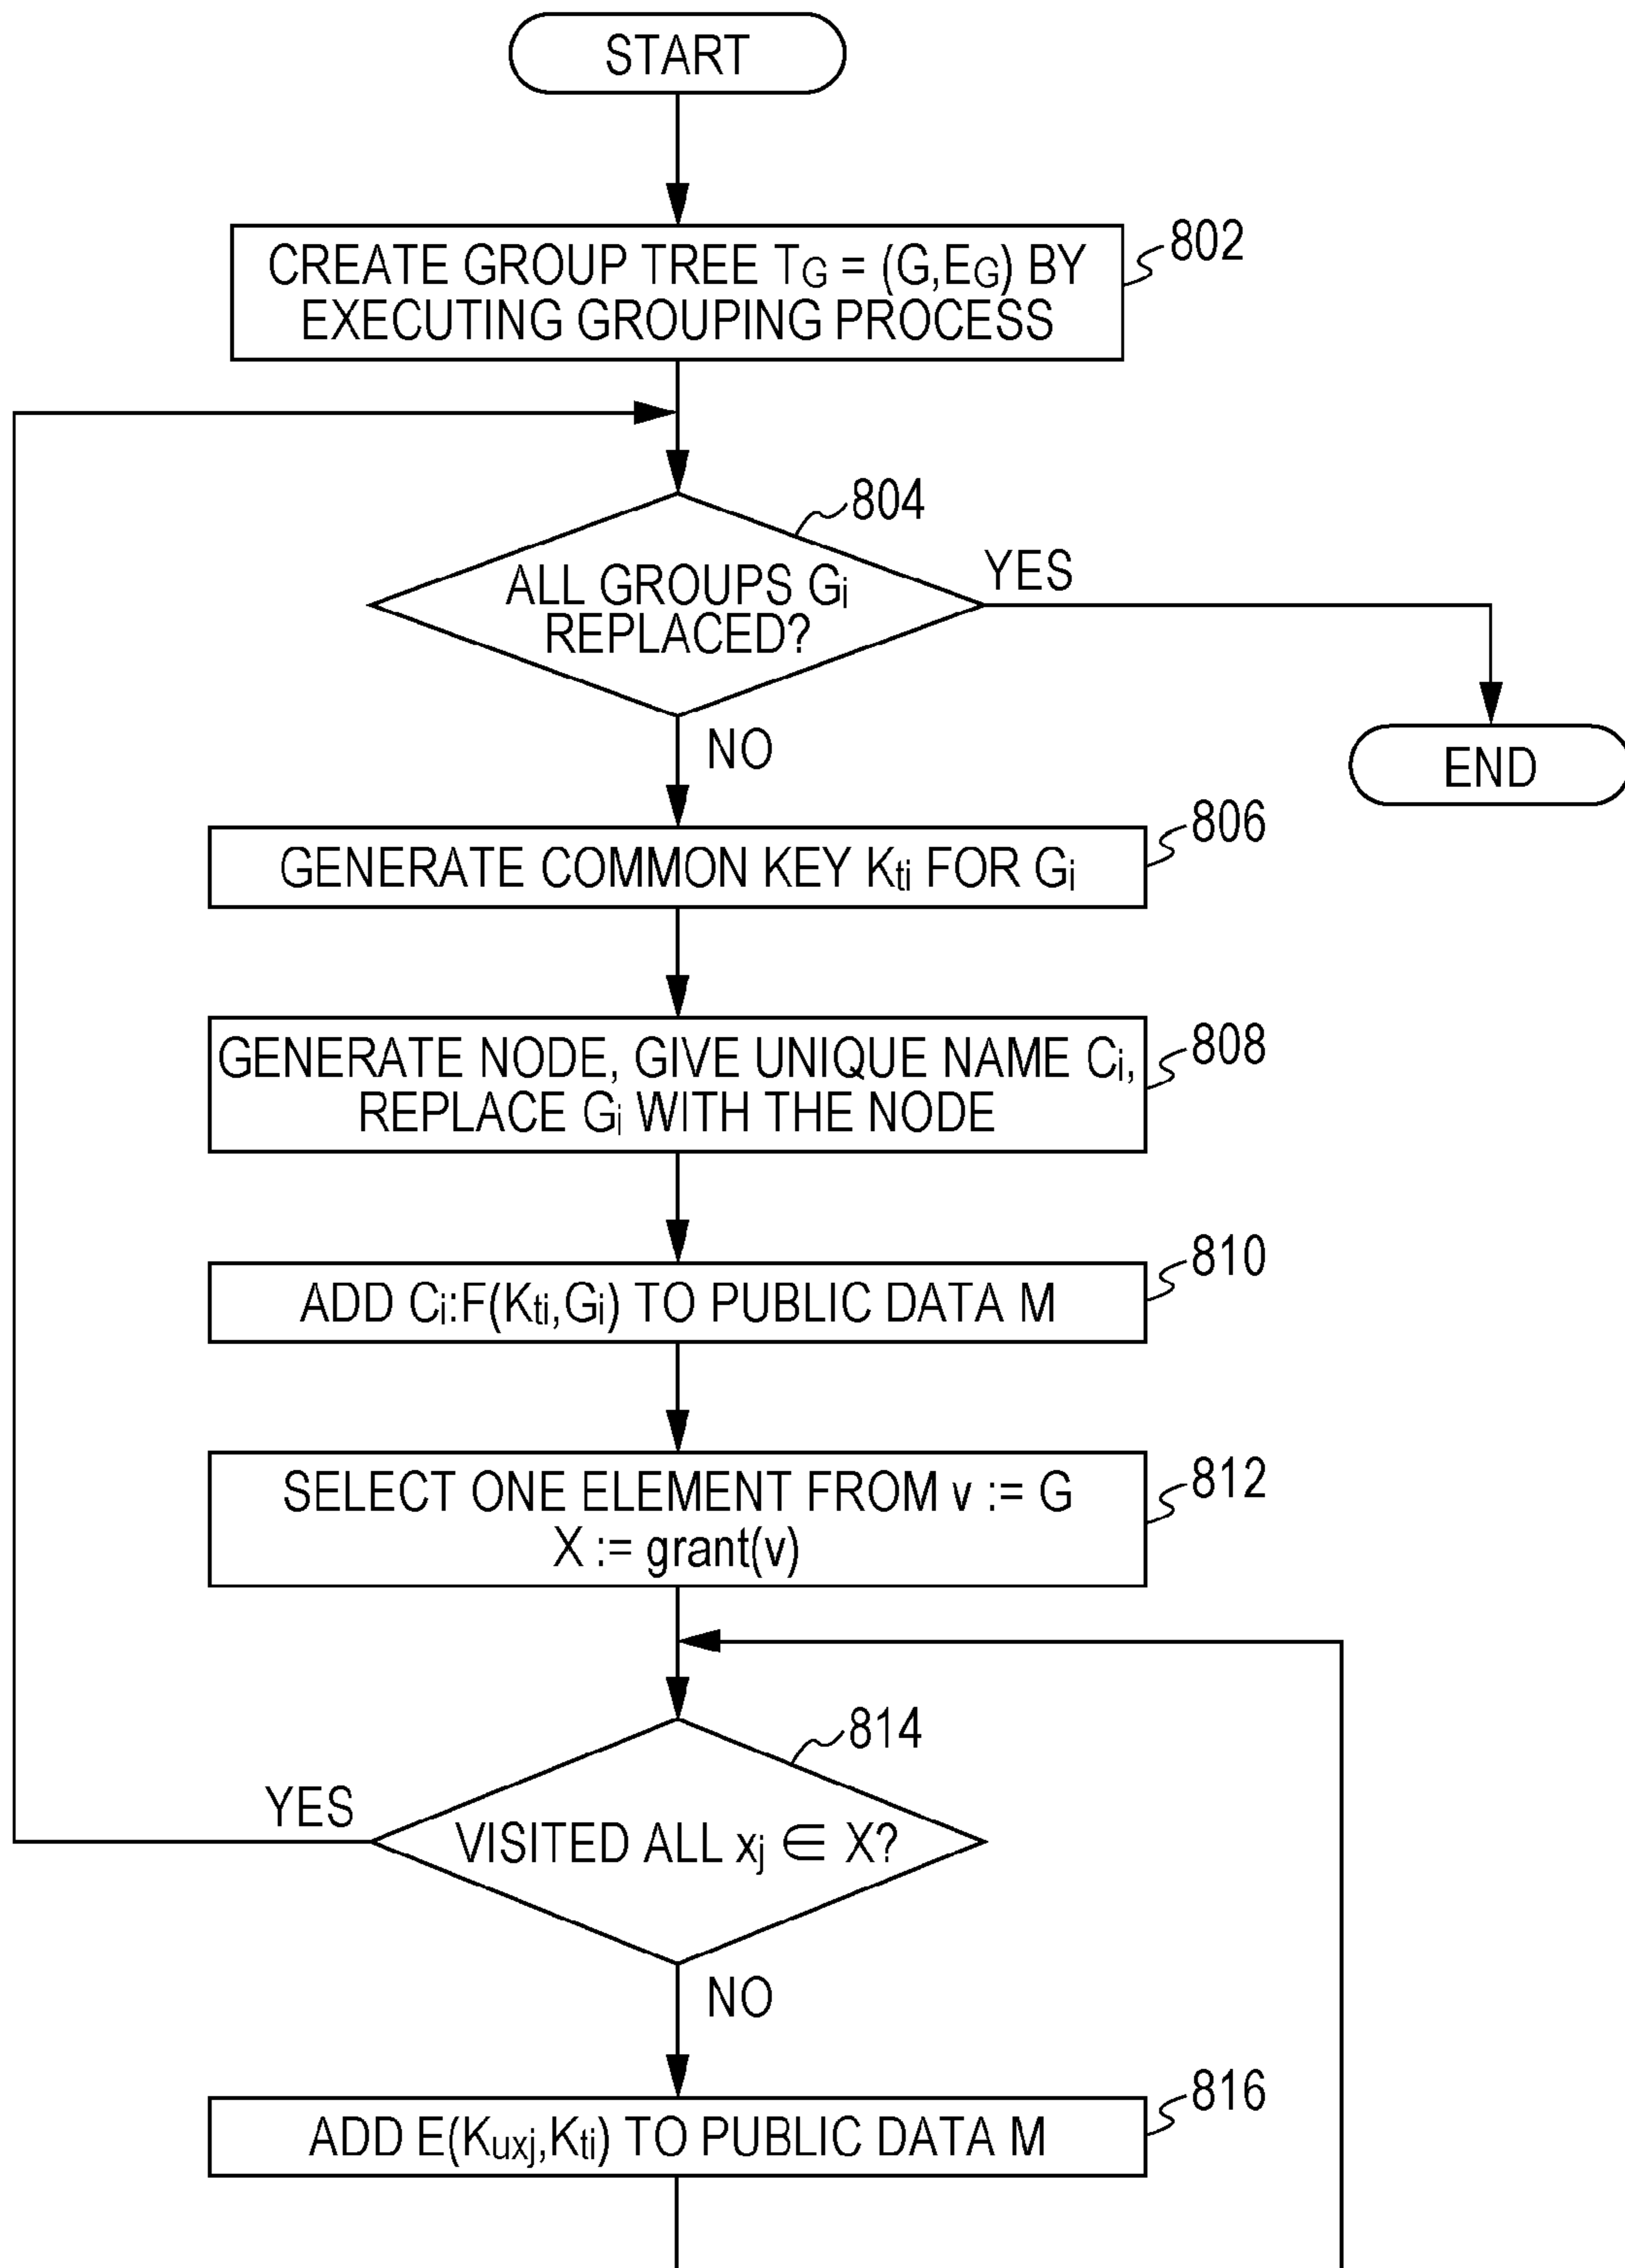 START
CREATE GROUP TREE TG = (G,EG) BY
802
EXECUTING GROUPING PROCESS
804
ALL GROUPS Gi
REPLACED?
YES
NO
END
806
GENERATE COMMON KEY Kti FOR Gi
808
GENERATE NODE, GIVE UNIQUE NAME Ci,
REPLACE Gi WITH THE NODE
810
ADD Ci:F(Kti,Gi) TO PUBLIC DATA M
812
SELECT ONE ELEMENT FROM v := G
X := grant(v)
814
YES
VISITED ALL xj ∈ X?
NO
816
ADD E(Kuxj,Kti) TO PUBLIC DATA M